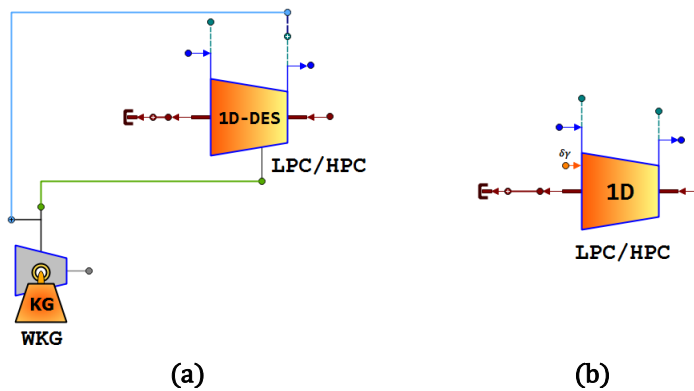 1D-DES
LPC/HPC
KG
WKG
(a)
δγ
1D
LPC/HPC
(b)